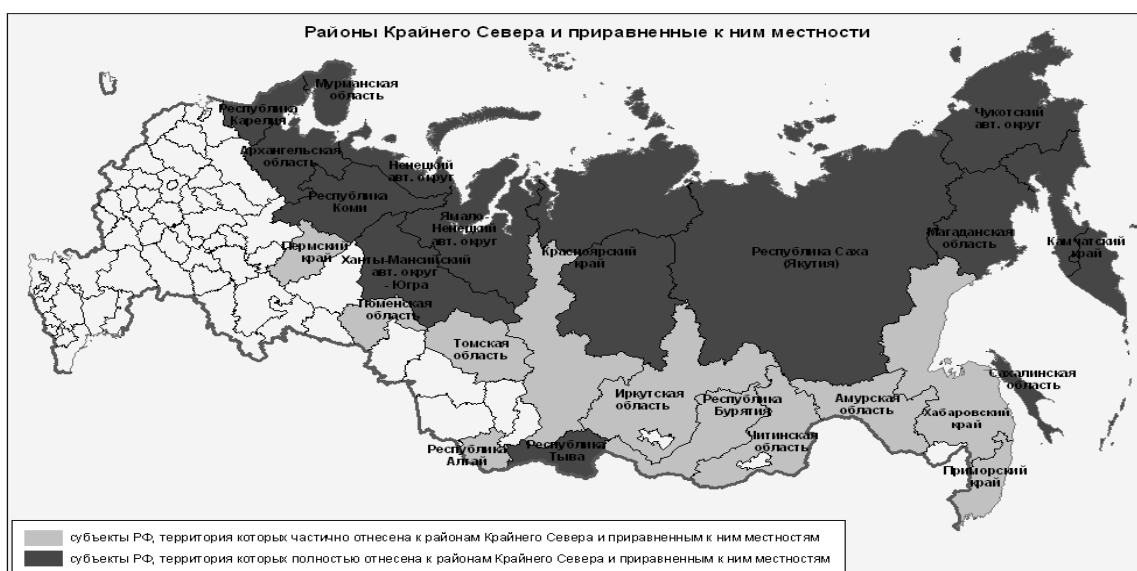 Районы Крайнего Севера и приравненные к ним местности
Мурманская
область
Республика
Карелия
Чукотский
авт. округ
Архангельская
область
Ненецкий
авт. округ
Республика
Коми
Ямало-
Ненецкий
авт. округ
Магаданская
область
Камчатский
край
Красноярский
край
Республика Саха
(Якутия)
Пермский
край
Ханты-Мансийский
авт. округ
- Югра
Тюменская
область
Томская
область
Сахалинская
область
Иркутская
область
Республика
Бурятия
Амурская
область
Хабаровский
край
Читинская
область
Республика
Алтай
Республика
Тыва
Приморский
край
субъекты РФ, территория которых частично отнесена к районам Крайнего Севера и приравненным к ним местностям
субъекты РФ, территория которых полностью отнесена к районам Крайнего Севера и приравненным к ним местностям